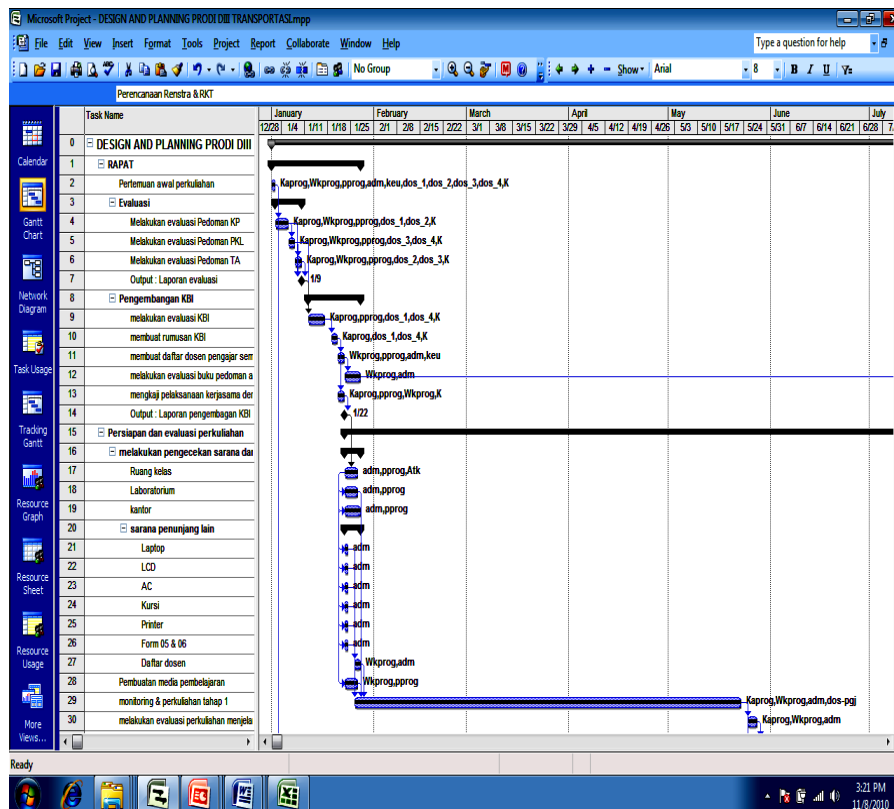 Microsoft Project - DESIGN AND PLANNING PRODI DIII TRANSPORTASI.mpp
File Edit View Insert Format Tools Project Report Collaborate Window Help
Type a question for help
No Group
Show
Arial
8
B I U
Perencanaan Renstra & RKT
Task Name
January February March April May June July
12/28 1/4 1/11 1/18 1/25 2/1 2/8 2/15 2/22 3/1 3/8 3/15 3/22 3/29 4/5 4/12 4/19 4/26 5/3 5/10 5/17 5/24 5/31 6/7 6/14 6/21 6/28
0 DESIGN AND PLANNING PRODI DIII
1 RAPAT
2 Pertemuan awal perkuliahan Kaprog,Wkprog,pprog,adm,keu,dos_1,dos_2,dos_3,dos_4,K
3 Evaluasi
4 Melakukan evaluasi Pedoman KP Kaprog,Wkprog,pprog,dos_1,dos_2,K
5 Melakukan evaluasi Pedoman PKL Kaprog,Wkprog,pprog,dos_3,dos_4,K
6 Melakukan evaluasi Pedoman TA Kaprog,Wkprog,pprog,dos_2,dos_3,K
7 Output : Laporan evaluasi 1/9
8 Pengembangan KBI
9 melakukan evaluasi KBI Kaprog,pprog,dos_1,dos_4,K
10 membuat rumusan KBI Kaprog,dos_1,dos_4,K
11 membuat daftar dosen pengajar sem Wkprog,pprog,adm,keu
12 melakukan evaluasi buku pedoman a Wkprog,adm
13 mengkaji pelaksanaan kerjasama der Kaprog,pprog,Wkprog,K
14 Output : Laporan pengembagan KBI 1/22
15 Persiapan dan evaluasi perkuliahan
16 melakukan pengecekan sarana dar
17 Ruang kelas adm,pprog,Atk
18 Laboratorium adm,pprog
19 kantor adm,pprog
20 sarana penunjang lain
21 Laptop adm
22 LCD adm
23 AC adm
24 Kursi adm
25 Printer adm
26 Form 05 & 06 adm
27 Daftar dosen Wkprog,adm
28 Pembuatan media pembelajaran Wkprog,pprog
29 monitoring & perkuliahan tahap 1 Kaprog,Wkprog,adm,dos-pgj
30 melakukan evaluasi perkuliahan menjela Kaprog,Wkprog,adm
Calendar
Gantt
Chart
Network
Diagram
Task Usage
Tracking
Gantt
Resource
Graph
Resource
Sheet
Resource
Usage
More
Views...
Ready
3:21 PM
11/8/2010